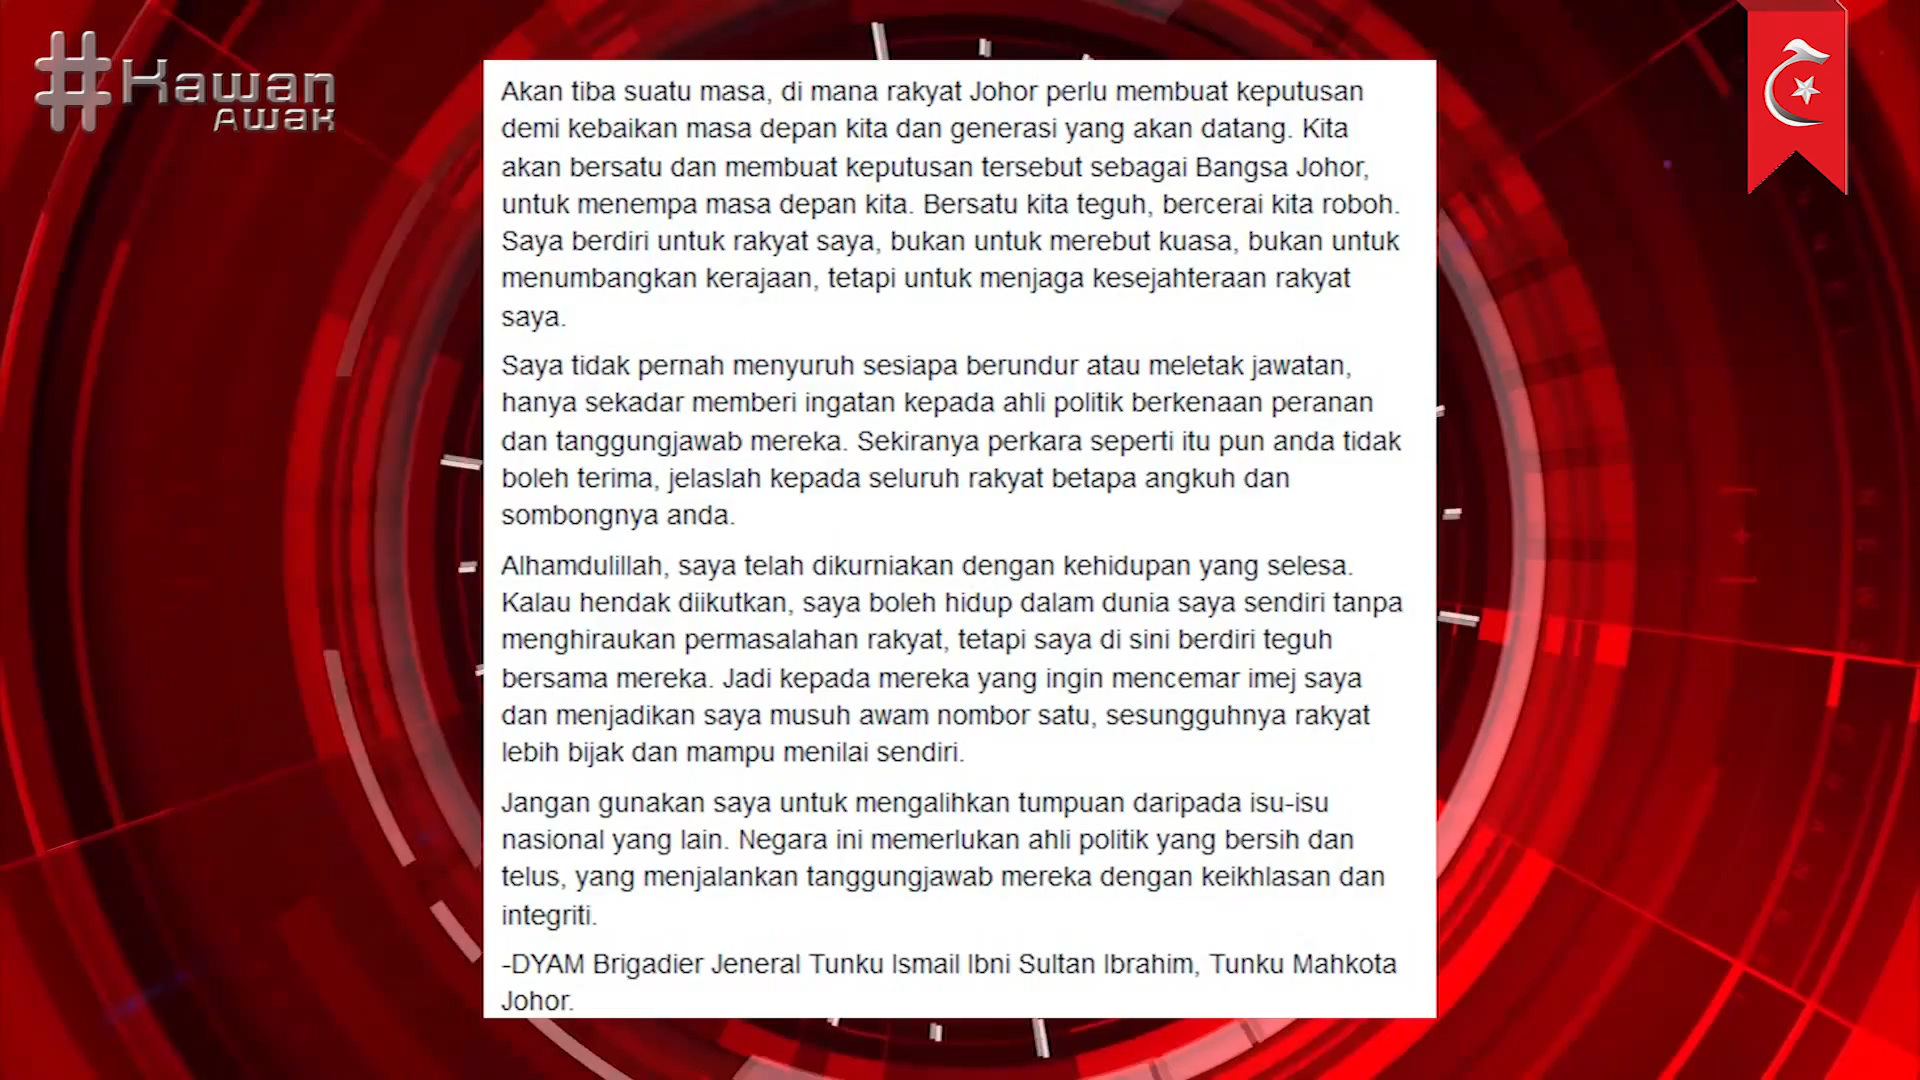 #Kawan
Awak
Akan tiba suatu masa, di mana rakyat Johor perlu membuat keputusan
demi kebaikan masa depan kita dan generasi yang akan datang. Kita
akan bersatu dan membuat keputusan tersebut sebagai Bangsa Johor,
untuk menempa masa depan kita. Bersatu kita teguh, bercerai kita roboh.
Saya berdiri untuk rakyat saya, bukan untuk merebut kuasa, bukan untuk
menumbangkan kerajaan, tetapi untuk menjaga kesejahteraan rakyat
saya.
Saya tidak pernah menyuruh sesiapa berundur atau meletak jawatan,
hanya sekadar memberi ingatan kepada ahli politik berkenaan peranan
dan tanggungjawab mereka. Sekiranya perkara seperti itu pun anda tidak
boleh terima, jelaslah kepada seluruh rakyat betapa angkuh dan
sombongnya anda.
Alhamdulillah, saya telah dikurniakan dengan kehidupan yang selesa.
Kalau hendak diikutkan, saya boleh hidup dalam dunia saya sendiri tanpa
menghiraukan permasalahan rakyat, tetapi saya di sini berdiri teguh
bersama mereka. Jadi kepada mereka yang ingin mencemar imej saya
dan menjadikan saya musuh awam nombor satu, sesungguhnya rakyat
lebih bijak dan mampu menilai sendiri.
Jangan gunakan saya untuk mengalihkan tumpuan daripada isu-isu
nasional yang lain. Negara ini memerlukan ahli politik yang bersih dan
telus, yang menjalankan tanggungjawab mereka dengan keikhlasan dan
integriti.
-DYAM Brigadier Jeneral Tunku Ismail Ibni Sultan Ibrahim, Tunku Mahkota
Johor.